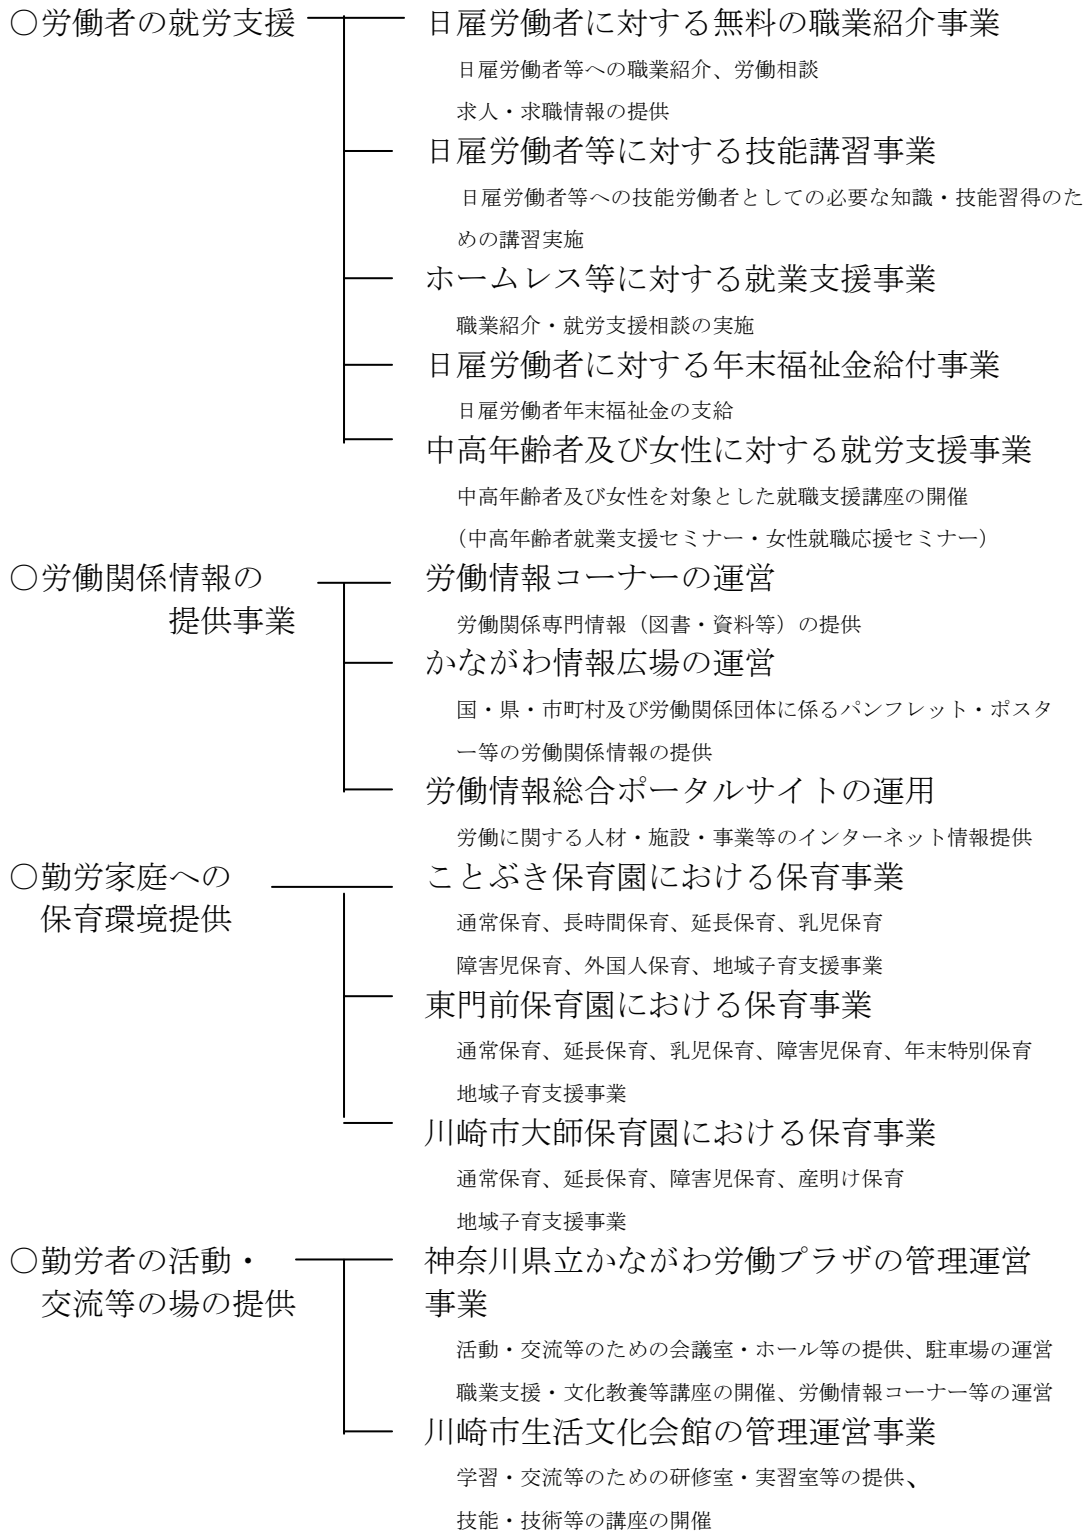 ○労働者の就労支援 日雇労働者に対する無料の職業紹介事業
日雇労働者等への職業紹介、労働相談
求人・求職情報の提供
日雇労働者等に対する技能講習事業
日雇労働者等への技能労働者としての必要な知識・技能習得のた
めの講習実施
ホームレス等に対する就業支援事業
職業紹介・就労支援相談の実施
日雇労働者に対する年末福祉金給付事業
日雇労働者年末福祉金の支給
中高年齢者及び女性に対する就労支援事業
中高年齢者及び女性を対象とした就職支援講座の開催
(中高年齢者就業支援セミナー・女性就職応援セミナー)
○労働関係情報の 労働情報コーナーの運営
提供事業 労働関係専門情報(図書・資料等)の提供
かながわ情報広場の運営
国・県・市町村及び労働関係団体に係るパンフレット・ポスタ
ー等の労働関係情報の提供
労働情報総合ポータルサイトの運用
労働に関する人材・施設・事業等のインターネット情報提供
○勤労家庭への ことぶき保育園における保育事業
保育環境提供 通常保育、長時間保育、延長保育、乳児保育
障害児保育、外国人保育、地域子育支援事業
東門前保育園における保育事業
通常保育、延長保育、乳児保育、障害児保育、年末特別保育
地域子育支援事業
川崎市大師保育園における保育事業
通常保育、延長保育、障害児保育、産明け保育
地域子育支援事業
○勤労者の活動・ 神奈川県立かながわ労働プラザの管理運営
交流等の場の提供 事業
活動・交流等のための会議室・ホール等の提供、駐車場の運営
職業支援・文化教養等講座の開催、労働情報コーナー等の運営
川崎市生活文化会館の管理運営事業
学習・交流等のための研修室・実習室等の提供、
技能・技術等の講座の開催